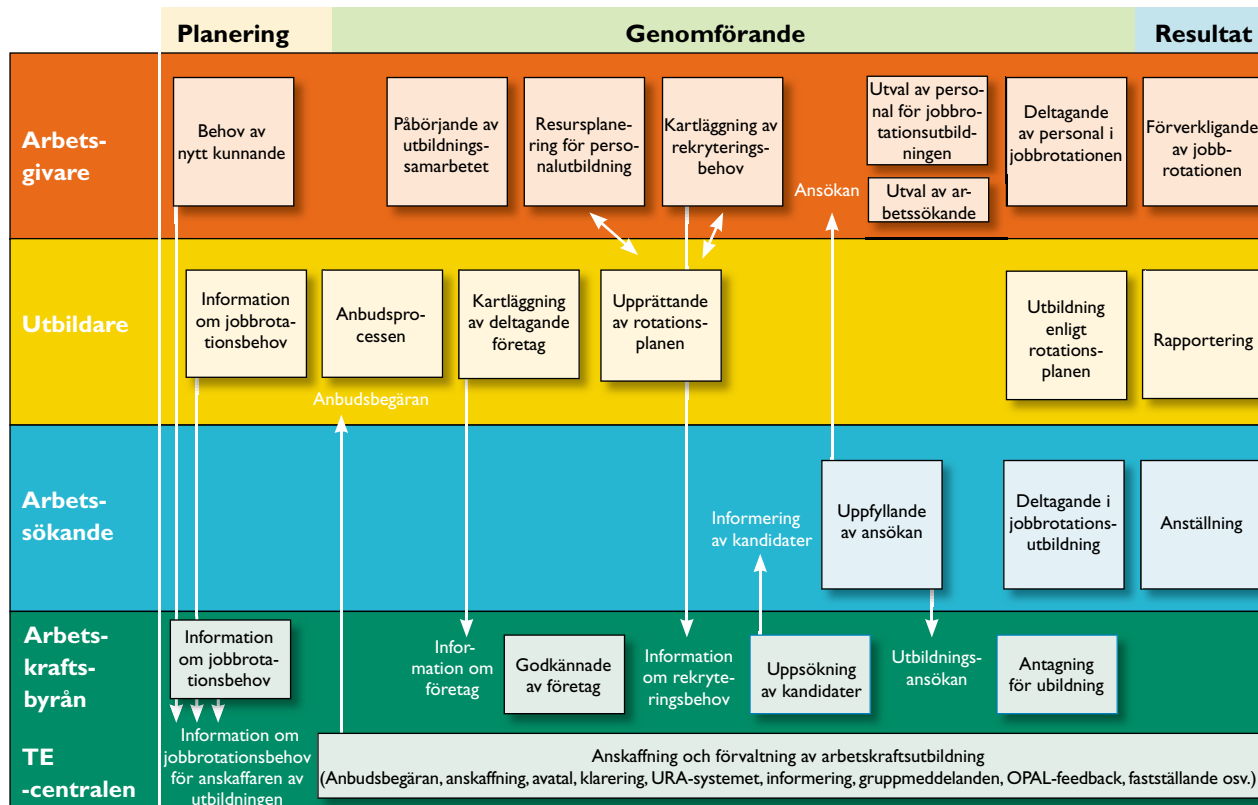 Planering
Genomförande
Resultat
Arbets-
givare
Behov av
nytt kunnande
Påbörjande av
utbildnings-
samarbetet
Resursplane-
ring för perso-
nalutbildning
Kartläggning av
rekryterings-
behov
Ansökan
Utval av perso-
nal för jobbro-
tationsutbild-
ningen
Utval av ar-
betssökande
Deltagande
av personal i
jobbrotationen
Förverkligande
av jobb-
rotationen
Utbildare
Information
om jobbrota-
tionsbehov
Anbudspro-
cessen
Kartläggning
av deltagande
företag
Upprättande
av rotations-
planen
Utbildning
enligt
rotations-
planen
Rapportering
Anbudsbegäran
Arbets-
sökande
Informering
av kandidater
Uppfyllande
av ansökan
Deltagande i
jobbrotations-
utbildning
Anställning
Arbets-
krafts-
byrån
Information
om jobbrota-
tionsbehov
Infor-
mation om
företag
Godkännade
av företag
Information
om rekryte-
ringsbehov
Uppsökning
av kandidater
Utbildnings-
ansökan
Antagning
för ubildning
TE
-centralen
Information om
jobbrotationsbehov
för anskaffaren av
utbildningen
Anskaffning och förvaltning av arbetskraftsutbildning
(Anbudsbegäran, anskaffning, avatal, klarering, URA-systemet, informering, gruppmeddelanden, OPAL-feedback, fastställande osv.)